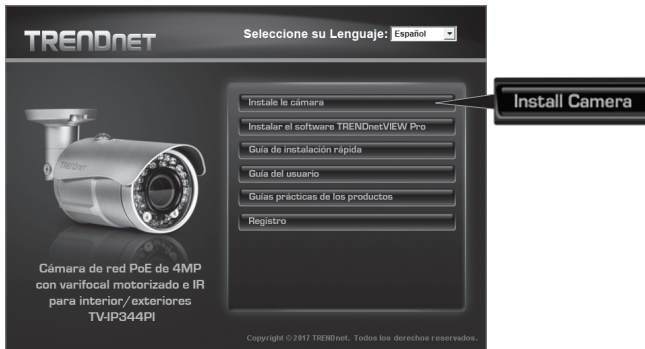 TRENDnet
Seleccione su Lenguaje: Español
Instale le cámara
Install Camera
Instalar el software TRENDnetVIEW Pro
Guía de instalación rápida
Guía del usuario
Guías prácticas de los productos
Registro
TRENDnet
Cámara de red PoE de 4MP
con varifocal motorizado e IR
para interior/exteriores
TV-IP344PI
Copyright © 2017 TRENDnet. Todos los derechos reservados.